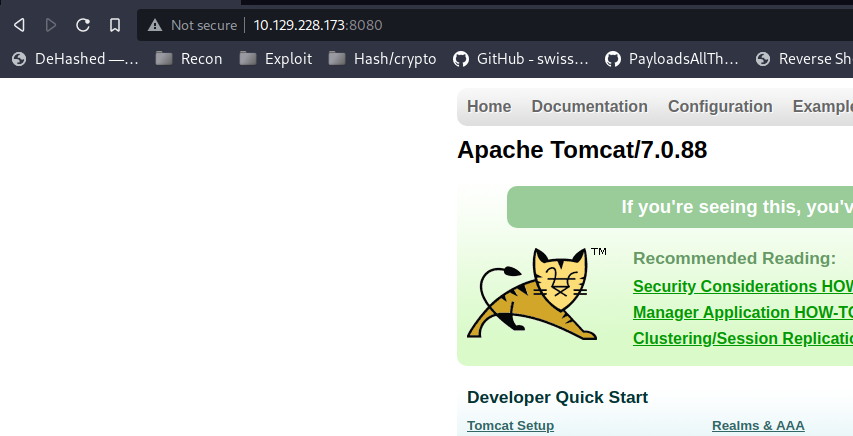 Not secure 10.129.228.173:8080
DeHashed —... Recon Exploit Hash/crypto GitHub - swiss... PayloadsAllTh... Reverse Sh
Home Documentation Configuration Example
Apache Tomcat/7.0.88
If you're seeing this, you'v
TM
Recommended Reading:
Security Considerations HOW
Manager Application HOW-TO
Clustering/Session Replicatio
Developer Quick Start
Tomcat Setup Realms & AAA